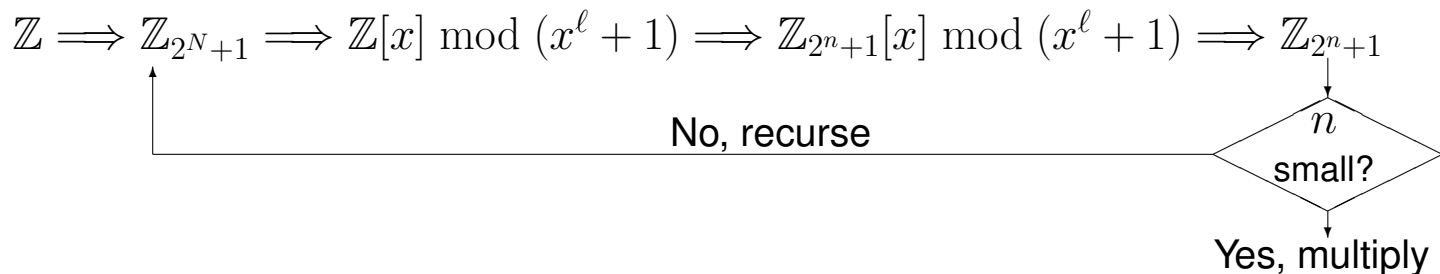 ℤ ⟹ ℤ_{2^N+1} ⟹ ℤ[x] mod (x^ℓ + 1) ⟹ ℤ_{2^n+1}[x] mod (x^ℓ + 1) ⟹ ℤ_{2^n+1}
No, recurse
n
small?
Yes, multiply